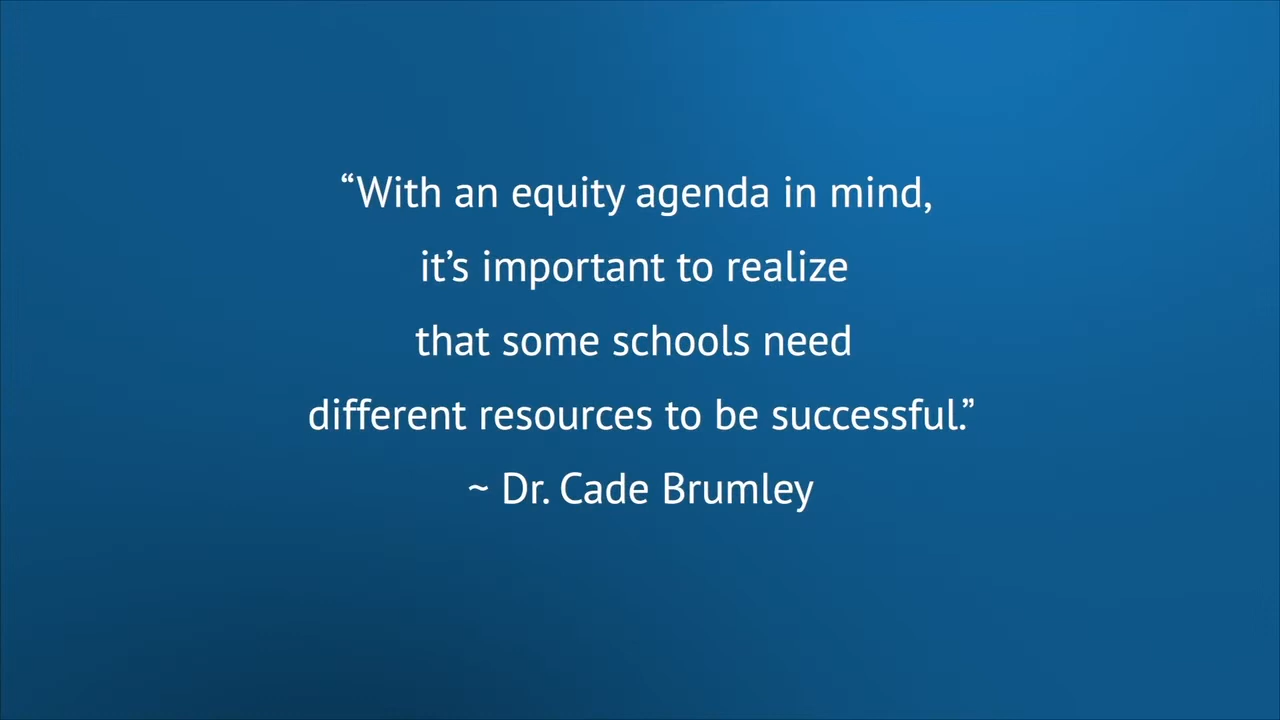 “With an equity agenda in mind,
it’s important to realize
that some schools need
different resources to be successful.”
~ Dr. Cade Brumley